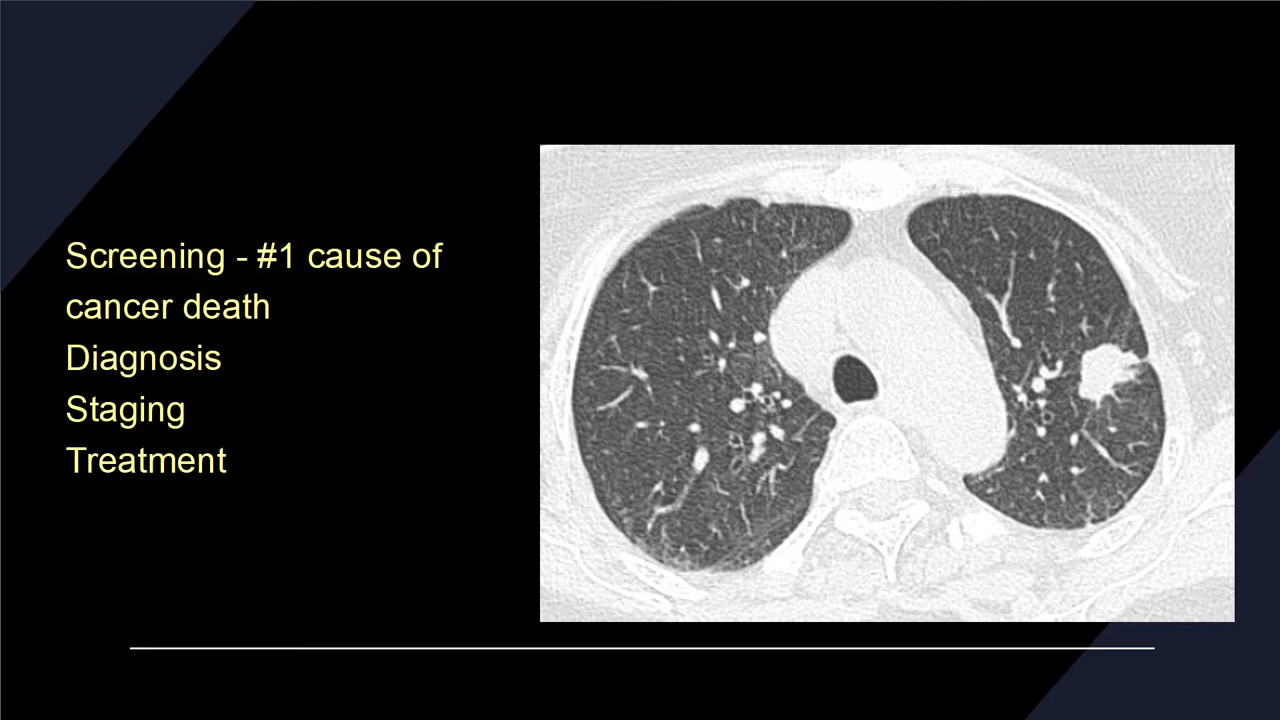 Screening - #1 cause of
cancer death
Diagnosis
Staging
Treatment